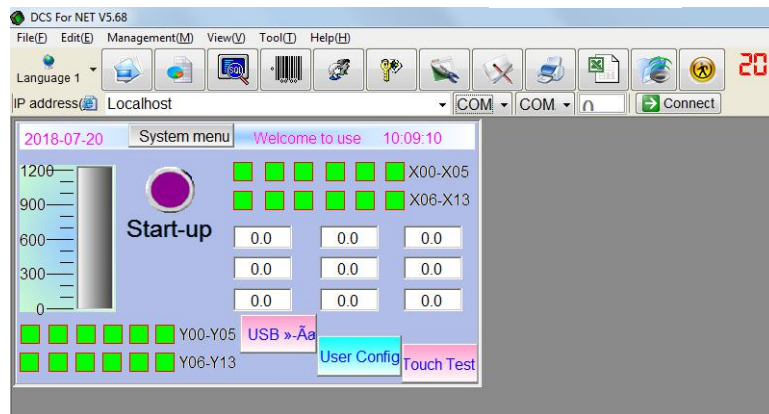 DCS For NET V5.68
File(F) Edit(E) Management(M) View(V) Tool(T) Help(H)
Language 1
SQL
20
IP address( Localhost COM COM 0 Connect
2018-07-20 System menu Welcome to use 10:09:10
1200
900
600
300
0
Start-up
X00-X05
X06-X13
0.0 0.0 0.0
0.0 0.0 0.0
0.0 0.0 0.0
Y00-Y05
Y06-Y13
USB »-Ãa
User Config
Touch Test